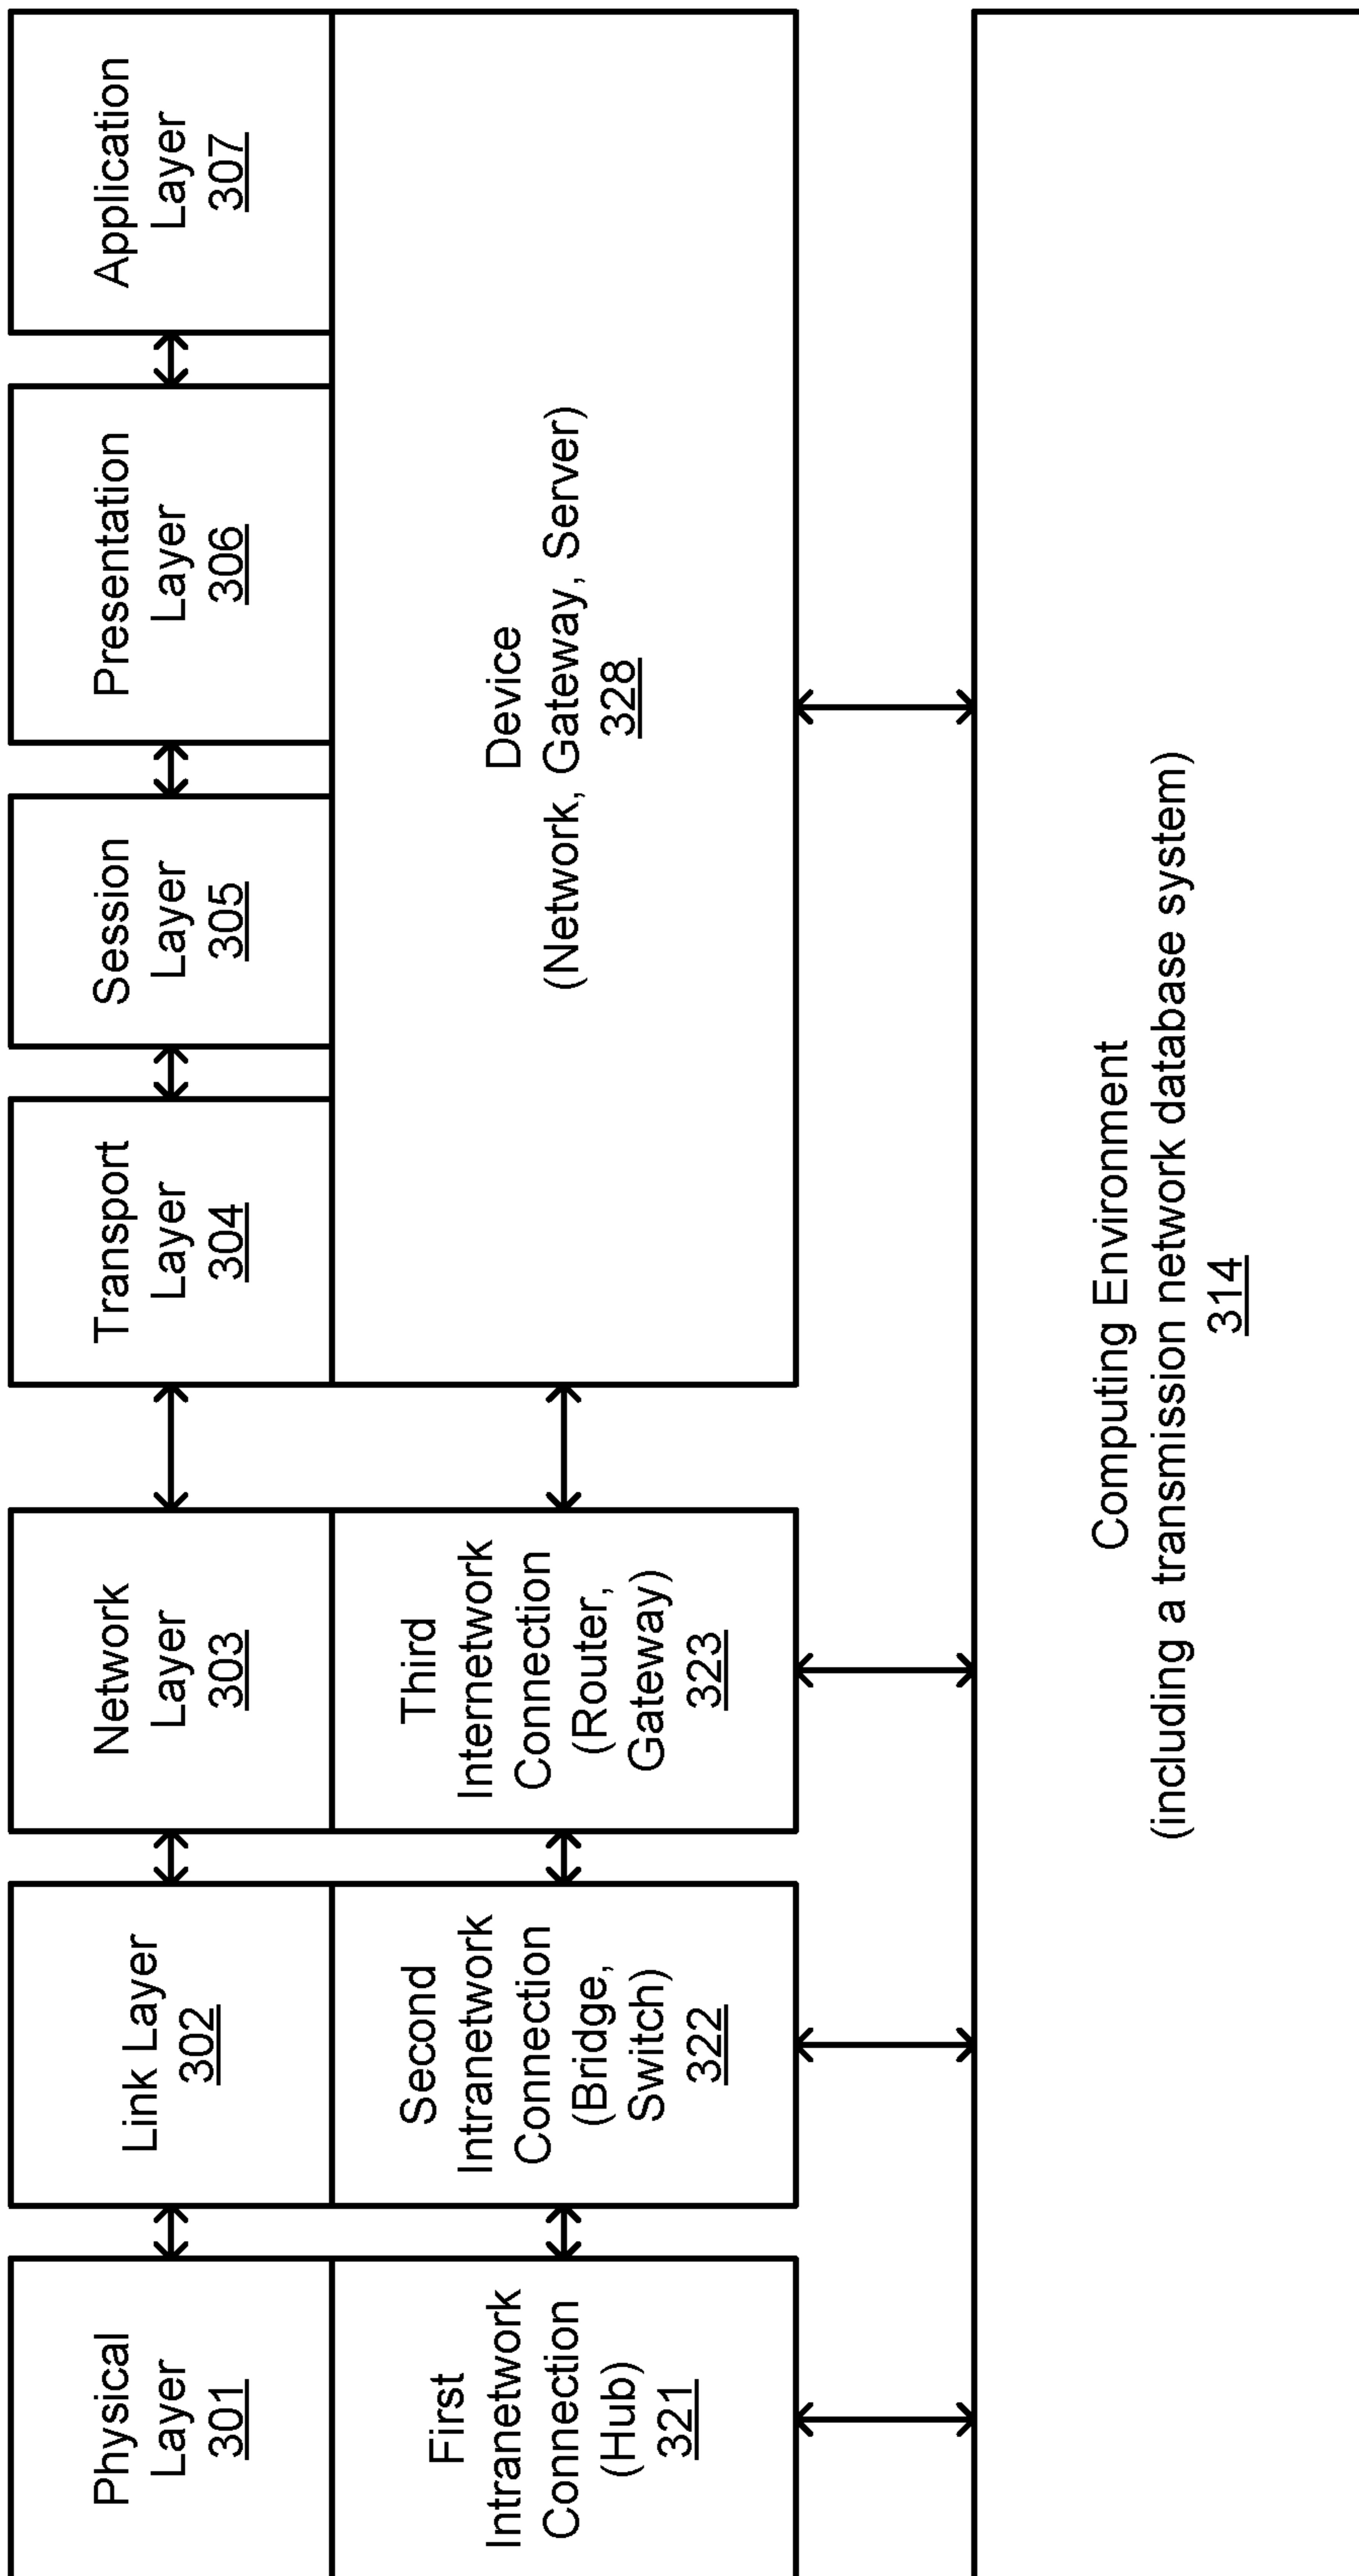 Physical
Layer
301
Link Layer
302
Network
Layer
303
Transport
Layer
304
Session
Layer
305
Presentation
Layer
306
Application
Layer
307
First
Intranetwork
Connection
(Hub)
321
Second
Intranetwork
Connection
(Bridge,
Switch)
322
Third
Internetwork
Connection
(Router,
Gateway)
323
Device
(Network, Gateway, Server)
328
Computing Environment
(including a transmission network database system)
314